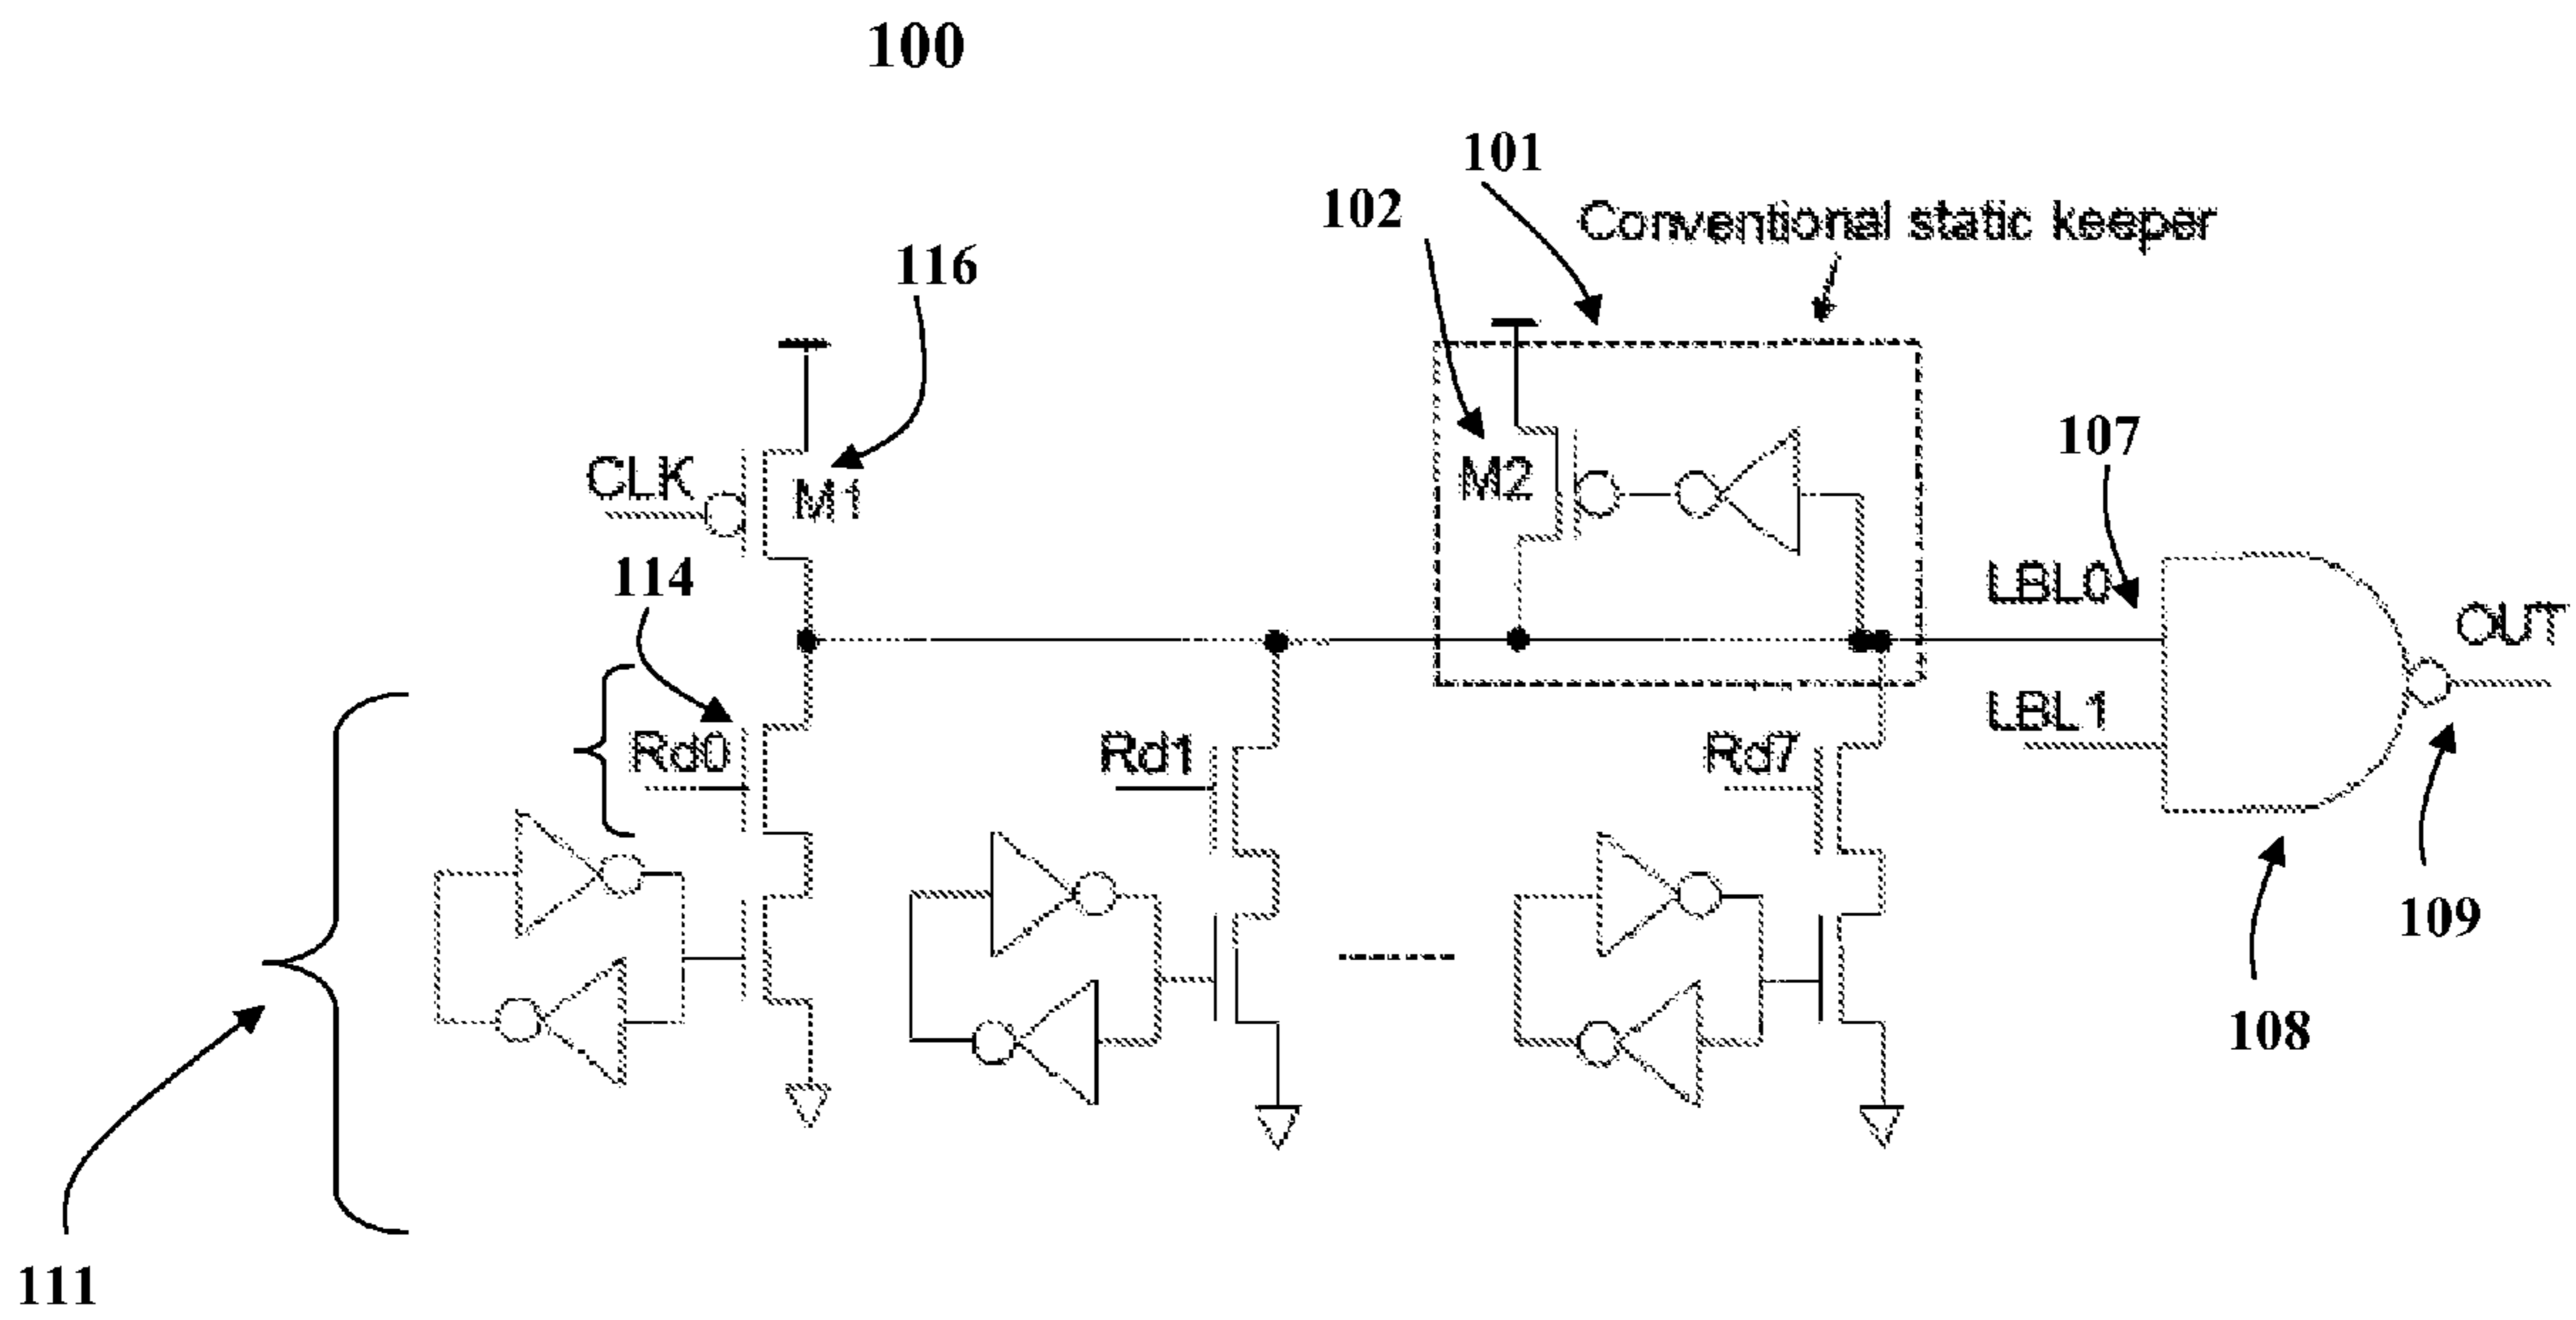 100
101
102
Conventional static keeper
116
107
CLK
M1
M2
114
LBL0
OUT
Rd0
Rd1
Rd7
LBL1
109
108
111